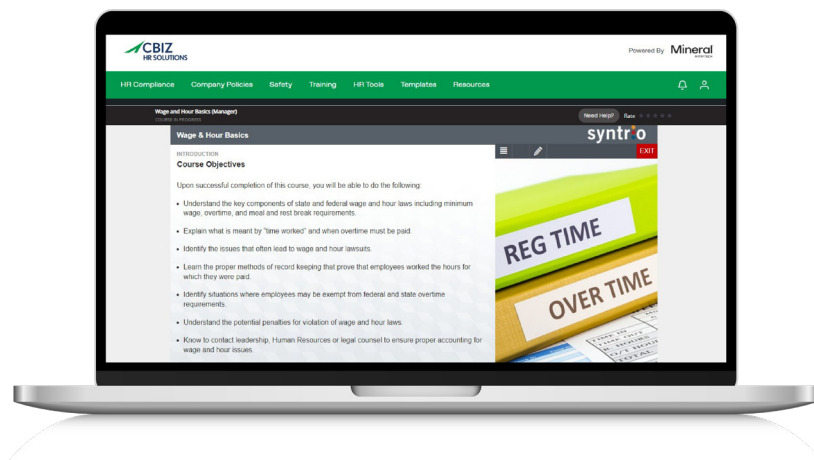 CBIZ
HR SOLUTIONS
Powered By Mineral
HR Compliance Company Policies Safety Training HR Tools Templates Resources
Wage and Hour Basics (Manager)
COURSE IN PROGRESS
Need Help? Rate
Wage & Hour Basics
syntrio
INTRODUCTION
EXIT
Course Objectives
Upon successful completion of this course, you will be able to do the following:
• Understand the key components of state and federal wage and hour laws including minimum
wage, overtime, and meal and rest break requirements.
• Explain what is meant by "time worked" and when overtime must be paid.
• Identify the issues that often lead to wage and hour lawsuits.
• Learn the proper methods of record keeping that prove that employees worked the hours for
which they were paid.
• Identify situations where employees may be exempt from federal and state overtime
requirements.
• Understand the potential penalties for violation of wage and hour laws.
• Know to contact leadership, Human Resources or legal counsel to ensure proper accounting for
wage and hour issues.
REG TIME
OVER TIME